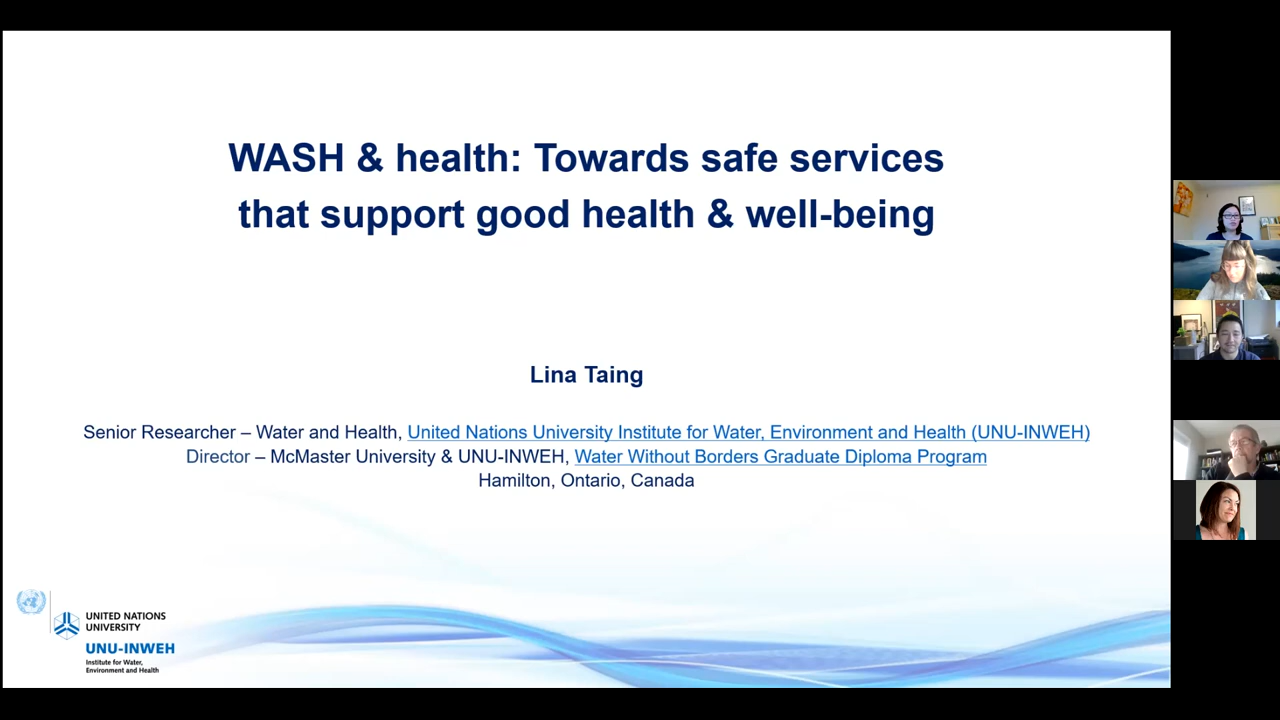 WASH & health: Towards safe services
that support good health & well-being
Lina Taing
Senior Researcher – Water and Health, United Nations University Institute for Water, Environment and Health (UNU-INWEH)
Director – McMaster University & UNU-INWEH, Water Without Borders Graduate Diploma Program
Hamilton, Ontario, Canada
UNITED NATIONS
UNIVERSITY
UNU-INWEH
Institute for Water,
Environment and Health